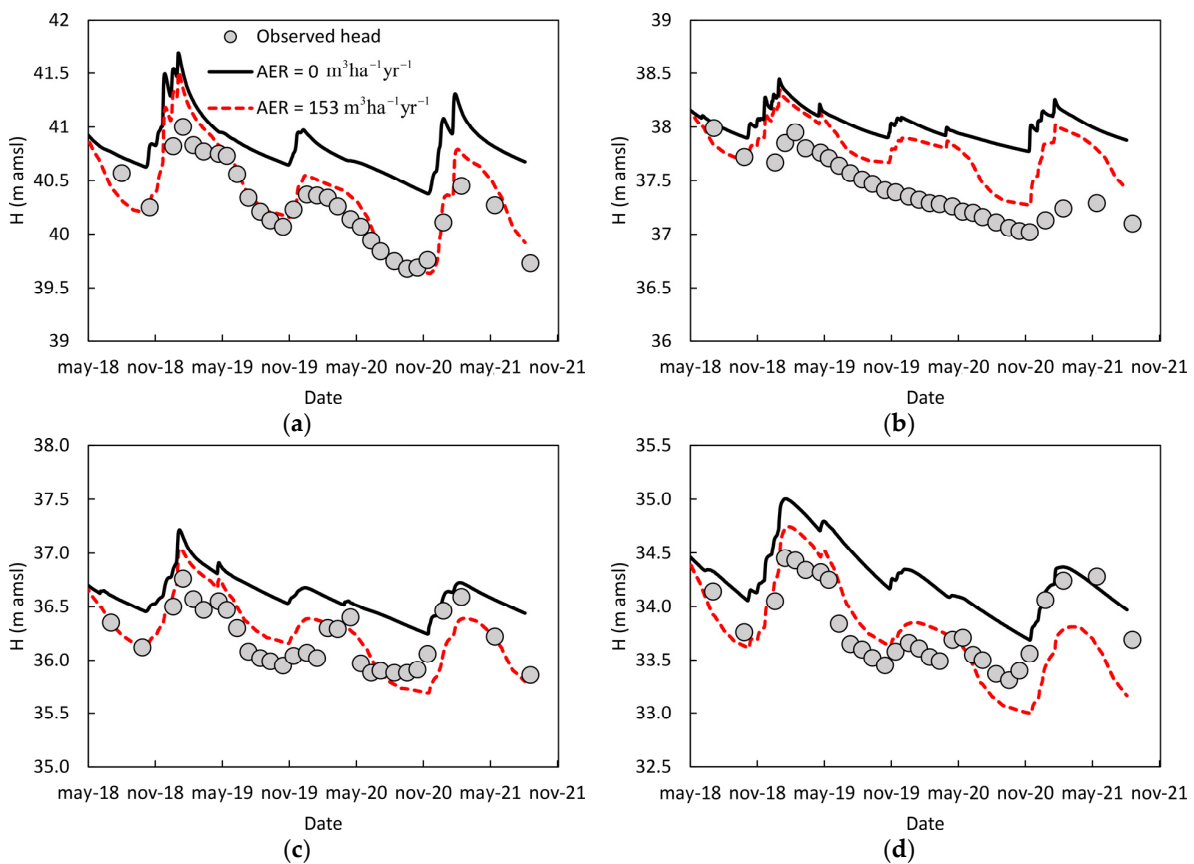 42
41.5
41
40.5
40
39.5
39
H (m amsl)
Observed head
AER = 0 m³ha⁻¹yr⁻¹
AER = 153 m³ha⁻¹yr⁻¹
may-18 nov-18 may-19 nov-19 may-20 nov-20 may-21 nov-21
Date
(a)
39
38.5
38
37.5
37
36.5
36
H (m amsl)
may-18 nov-18 may-19 nov-19 may-20 nov-20 may-21 nov-21
Date
(b)
38.0
37.5
37.0
36.5
36.0
35.5
35.0
H (m amsl)
may-18 nov-18 may-19 nov-19 may-20 nov-20 may-21 nov-21
Date
(c)
35.5
35.0
34.5
34.0
33.5
33.0
32.5
H (m amsl)
may-18 nov-18 may-19 nov-19 may-20 nov-20 may-21 nov-21
Date
(d)